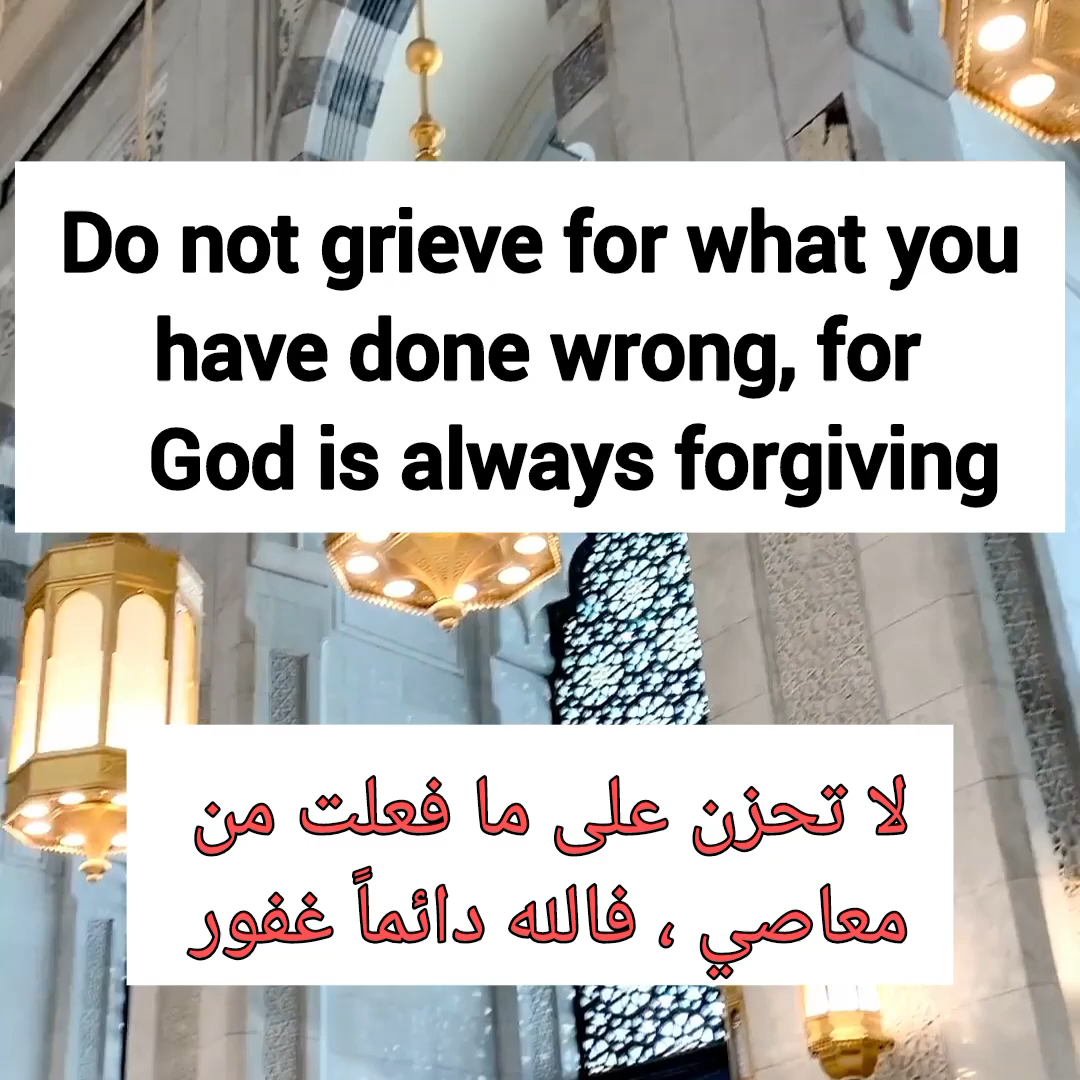 Do not grieve for what you
have done wrong, for
God is always forgiving
لا تحزن على ما فعلت من
معاصي ، فالله دائماً غفور